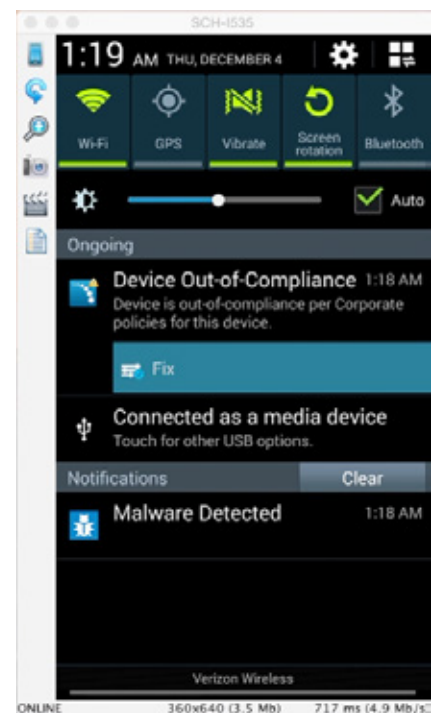 SCH-I535
1:19 AM THU, DECEMBER 4
Wi-Fi GPS Vibrate Screen rotation Bluetooth
Auto
Ongoing
Device Out-of-Compliance 1:18 AM
Device is out-of-compliance per Corporate
policies for this device.
Fix
Connected as a media device
Touch for other USB options.
Notifications Clear
Malware Detected 1:18 AM
Verizon Wireless
ONLINE 360x640 (3.5 Mb) 717 ms (4.9 Mb/s